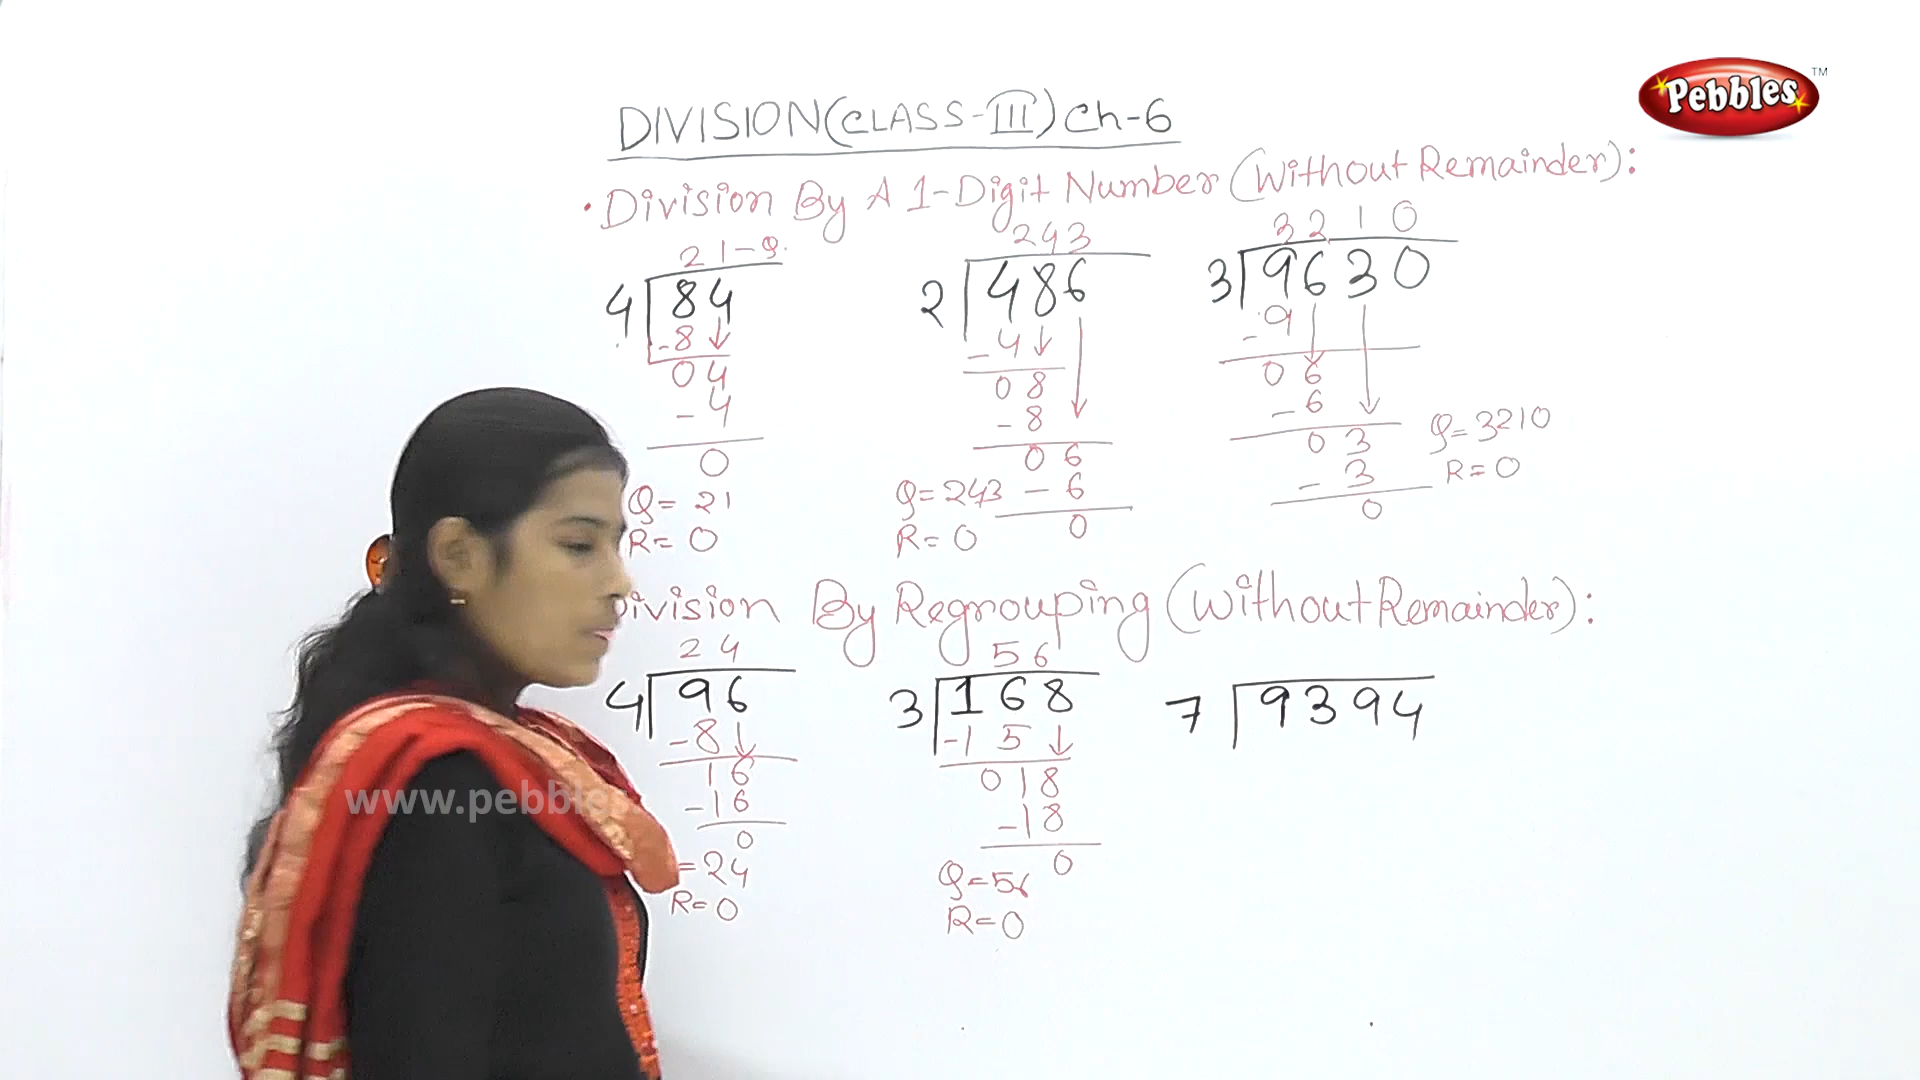 Pebbles TM
DIVISION(CLASS-III) Ch-6
• Division By A 1-Digit Number (Without Remainder):
21-Q.
4 84
-8↓
04
-4
0
Q= 21
R= 0
243
2 486
-4↓
08
-8
06
-6
0
Q=243
R= 0
3210
3 9630
-9
06
-6
03
-3
0
Q=3210
R=0
Division By Regrouping (Without Remainder):
24
4 96
-8↓
16
-16
0
=24
R=0
56
3 168
-15↓
018
-18
0
Q=56
R=0
7 9394
www.pebbles